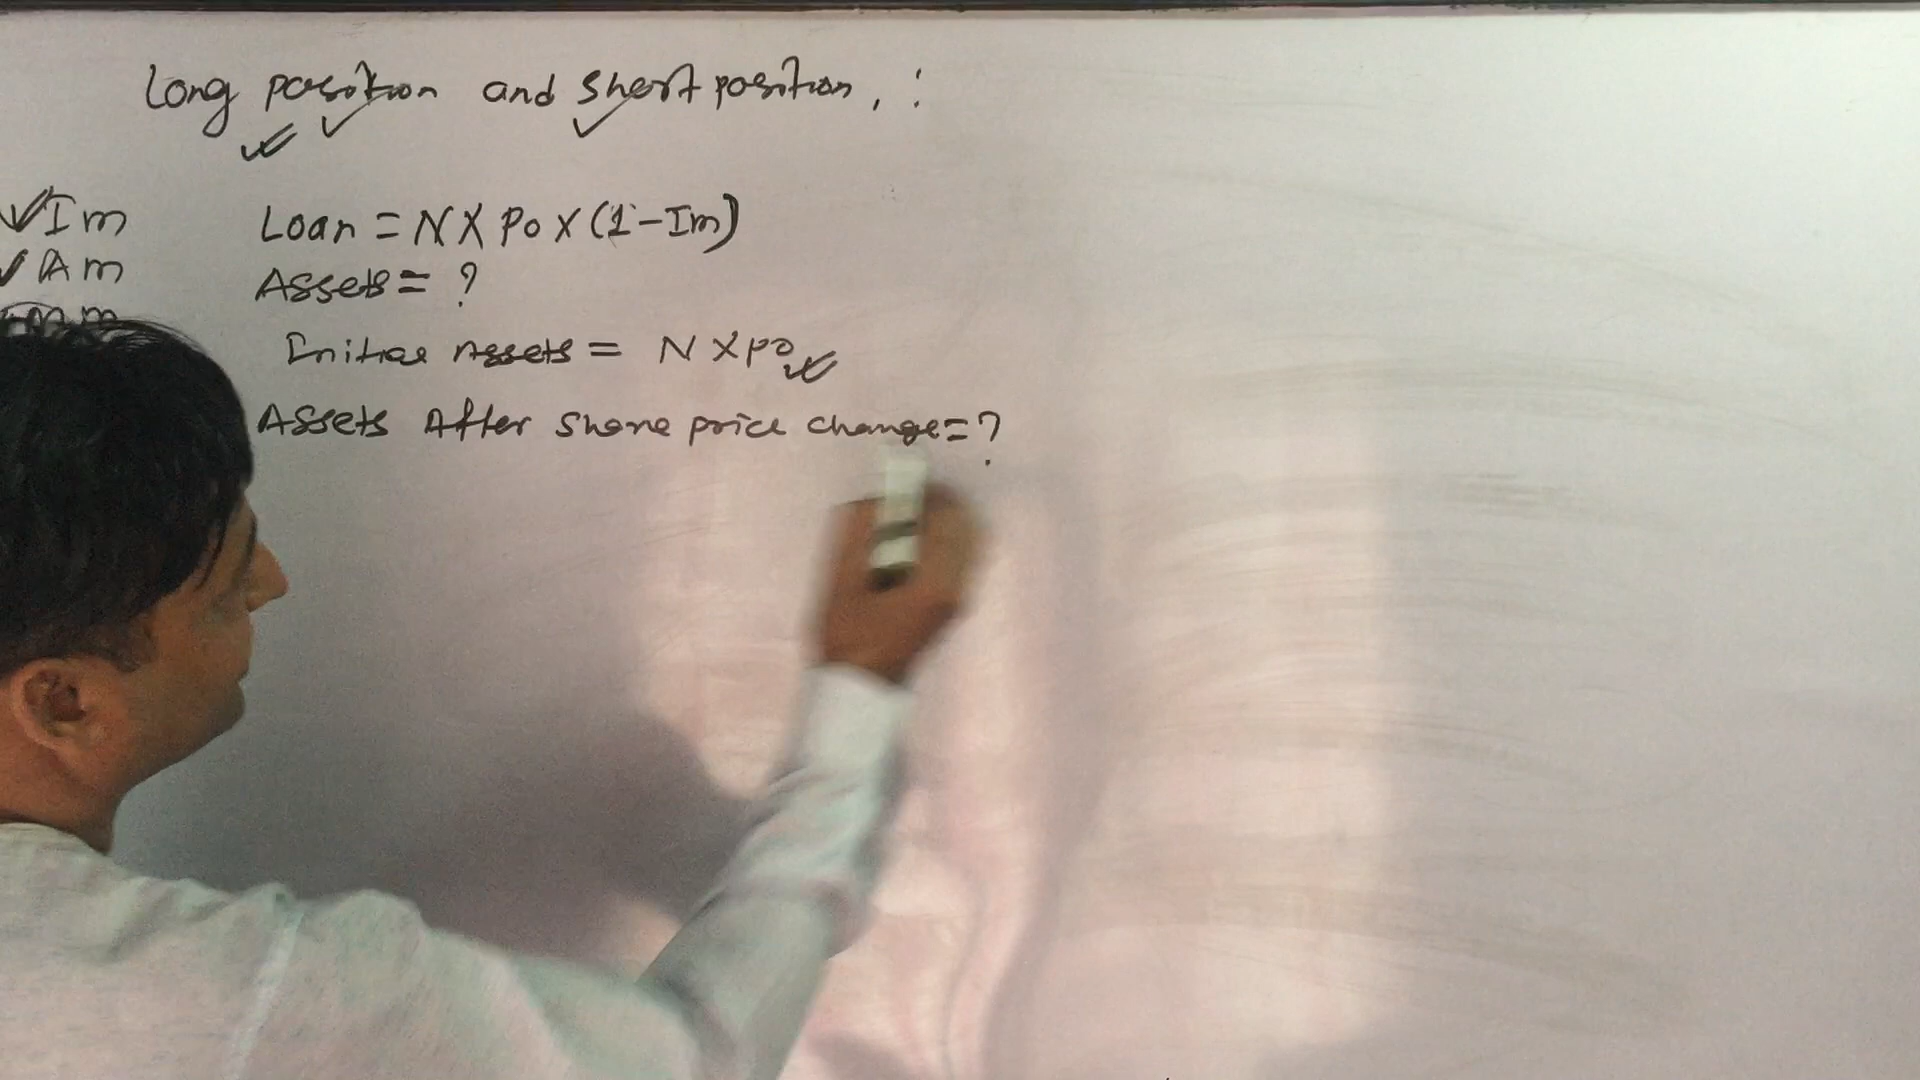 Long position and short position, :
Im
Loan = N X Po X (1-Im)
Am
Assets = ?
mm
Initial Assets = N X Po
Assets After Share price change = ?